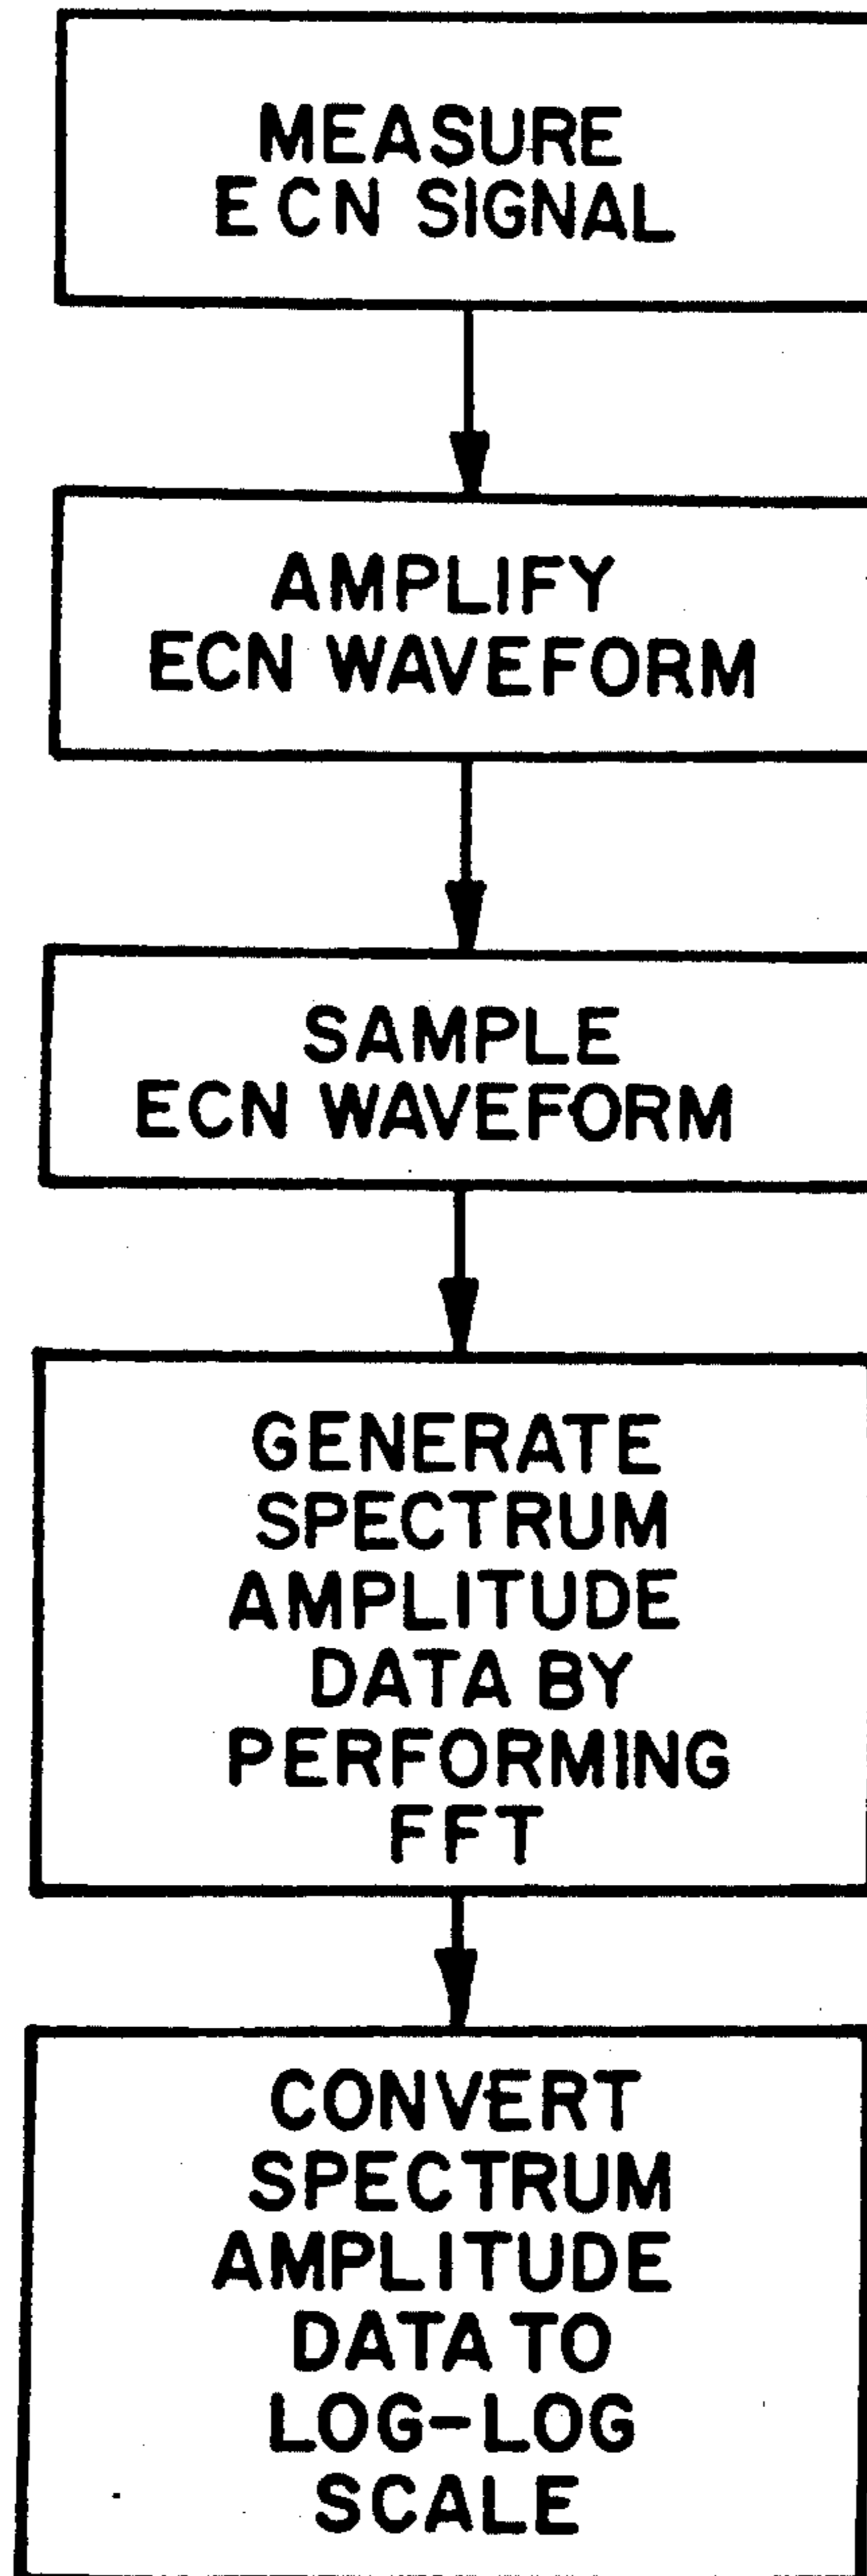 MEASURE
ECN SIGNAL
AMPLIFY
ECN WAVEFORM
SAMPLE
ECN WAVEFORM
GENERATE
SPECTRUM
AMPLITUDE
DATA BY
PERFORMING
FFT
CONVERT
SPECTRUM
AMPLITUDE
DATA TO
LOG-LOG
SCALE